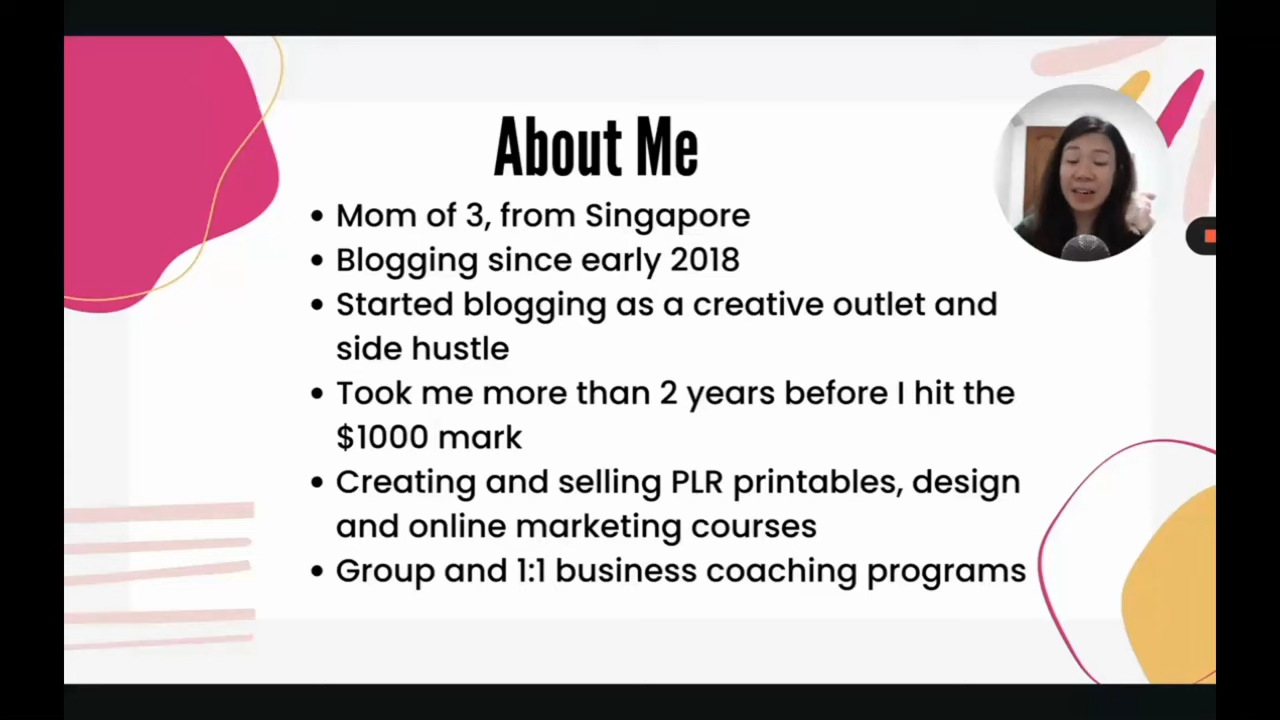 About Me
• Mom of 3, from Singapore
• Blogging since early 2018
• Started blogging as a creative outlet and
side hustle
• Took me more than 2 years before I hit the
$1000 mark
• Creating and selling PLR printables, design
and online marketing courses
• Group and 1:1 business coaching programs